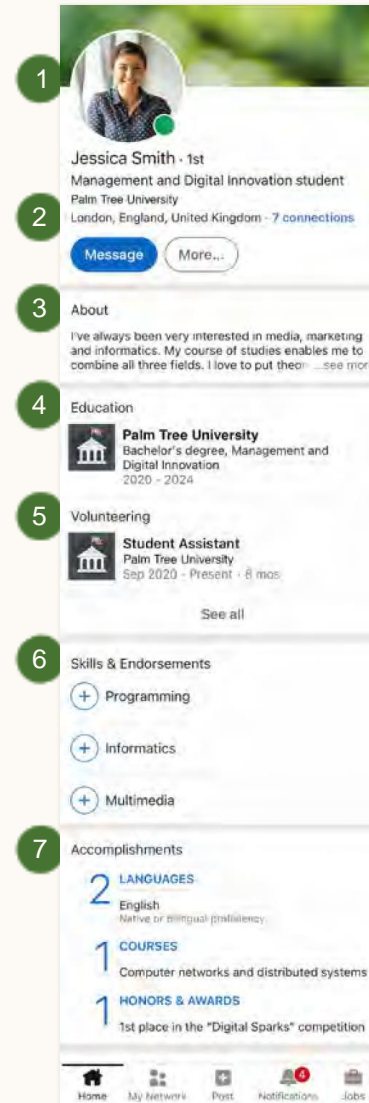 1
Jessica Smith · 1st
Management and Digital Innovation student
Palm Tree University
2
London, England, United Kingdom · 7 connections
Message
More...
3
About
I've always been very interested in media, marketing
and informatics. My course of studies enables me to
combine all three fields. I love to put theor ...see mor
4
Education
Palm Tree University
Bachelor's degree, Management and
Digital Innovation
2020 - 2024
5
Volunteering
Student Assistant
Palm Tree University
Sep 2020 - Present · 8 mos
See all
6
Skills & Endorsements
Programming
Informatics
Multimedia
7
Accomplishments
2 LANGUAGES
English
Native or bilingual proficiency
1 COURSES
Computer networks and distributed systems
1 HONORS & AWARDS
1st place in the "Digital Sparks" competition
4
Home My Network Post Notifications Jobs